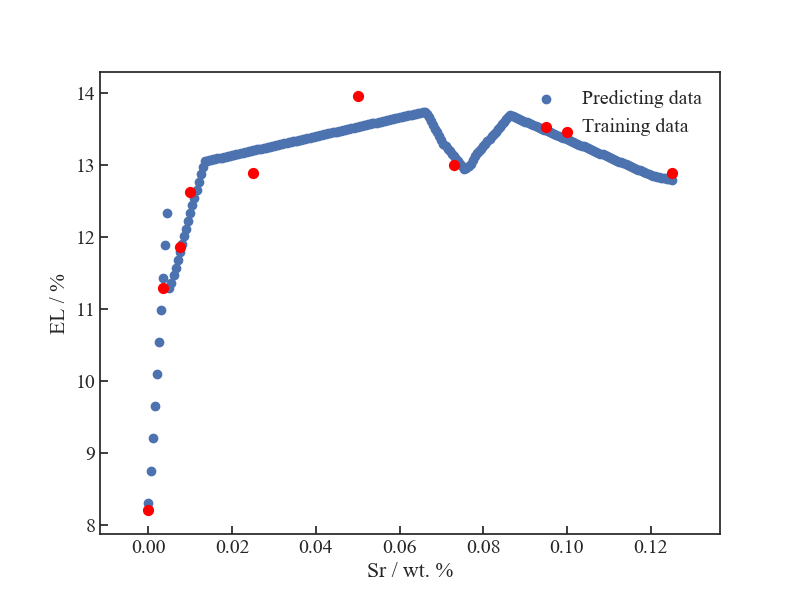 14
13
12
11
10
9
8
EL / %
Predicting data
Training data
0.00 0.02 0.04 0.06 0.08 0.10 0.12
Sr / wt. %